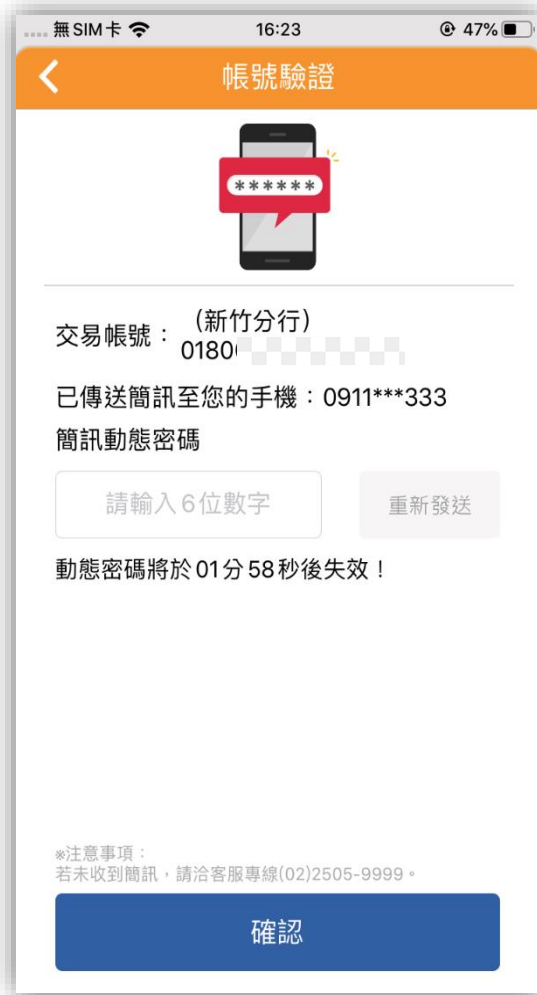 無SIM卡 16:23 47%
帳號驗證
******
交易帳號： (新竹分行)
0180
已傳送簡訊至您的手機：0911***333
簡訊動態密碼
請輸入6位數字 重新發送
動態密碼將於01分58秒後失效！
※注意事項：
若未收到簡訊，請洽客服專線(02)2505-9999。
確認